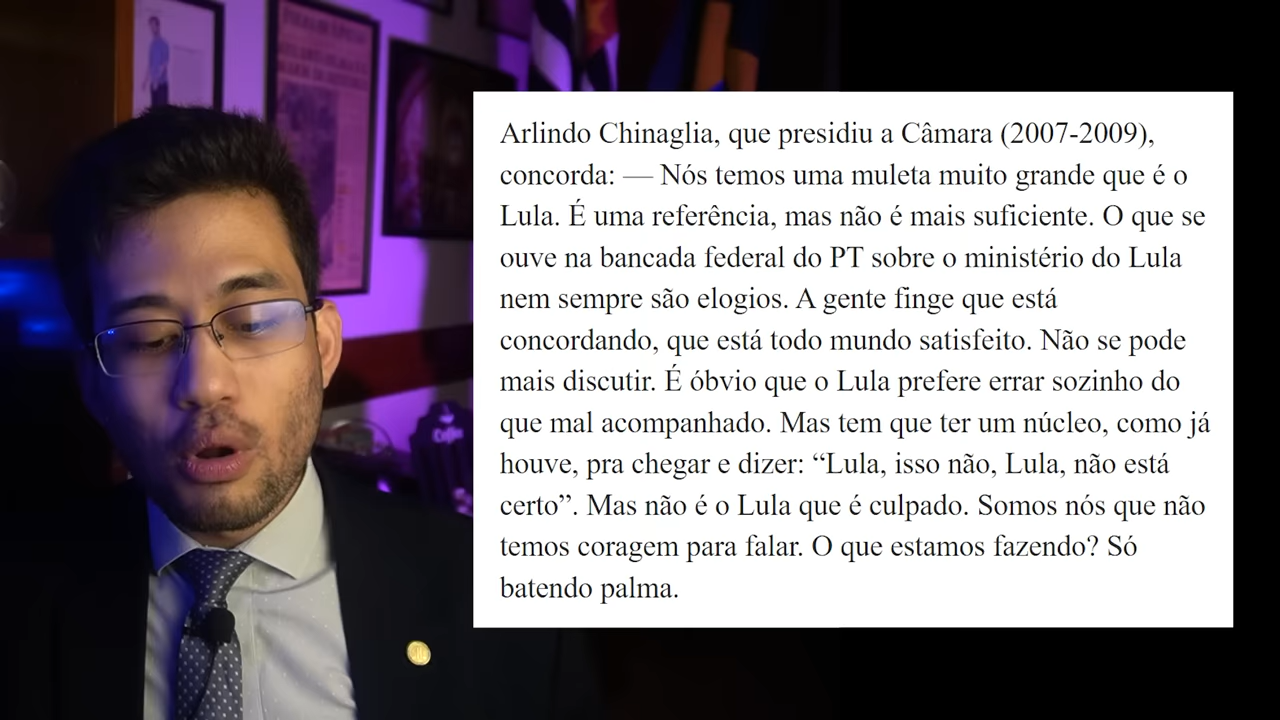 Arlindo Chinaglia, que presidiu a Câmara (2007-2009),
concorda: — Nós temos uma muleta muito grande que é o
Lula. É uma referência, mas não é mais suficiente. O que se
ouve na bancada federal do PT sobre o ministério do Lula
nem sempre são elogios. A gente finge que está
concordando, que está todo mundo satisfeito. Não se pode
mais discutir. É óbvio que o Lula prefere errar sozinho do
que mal acompanhado. Mas tem que ter um núcleo, como já
houve, pra chegar e dizer: “Lula, isso não, Lula, não está
certo”. Mas não é o Lula que é culpado. Somos nós que não
temos coragem para falar. O que estamos fazendo? Só
batendo palma.